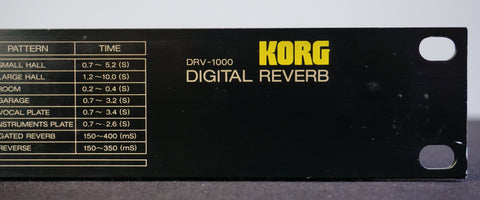 PATTERN TIME
SMALL HALL 0.7~ 5.2 (S)
LARGE HALL 1.2~10.0 (S)
ROOM 0.2~ 0.4 (S)
GARAGE 0.7~ 3.2 (S)
VOCAL PLATE 0.7~ 3.4 (S)
INSTRUMENTS PLATE 0.7~ 2.6 (S)
GATED REVERB 150~400 (mS)
REVERSE 150~350 (mS)
KORG
DRV-1000
DIGITAL REVERB